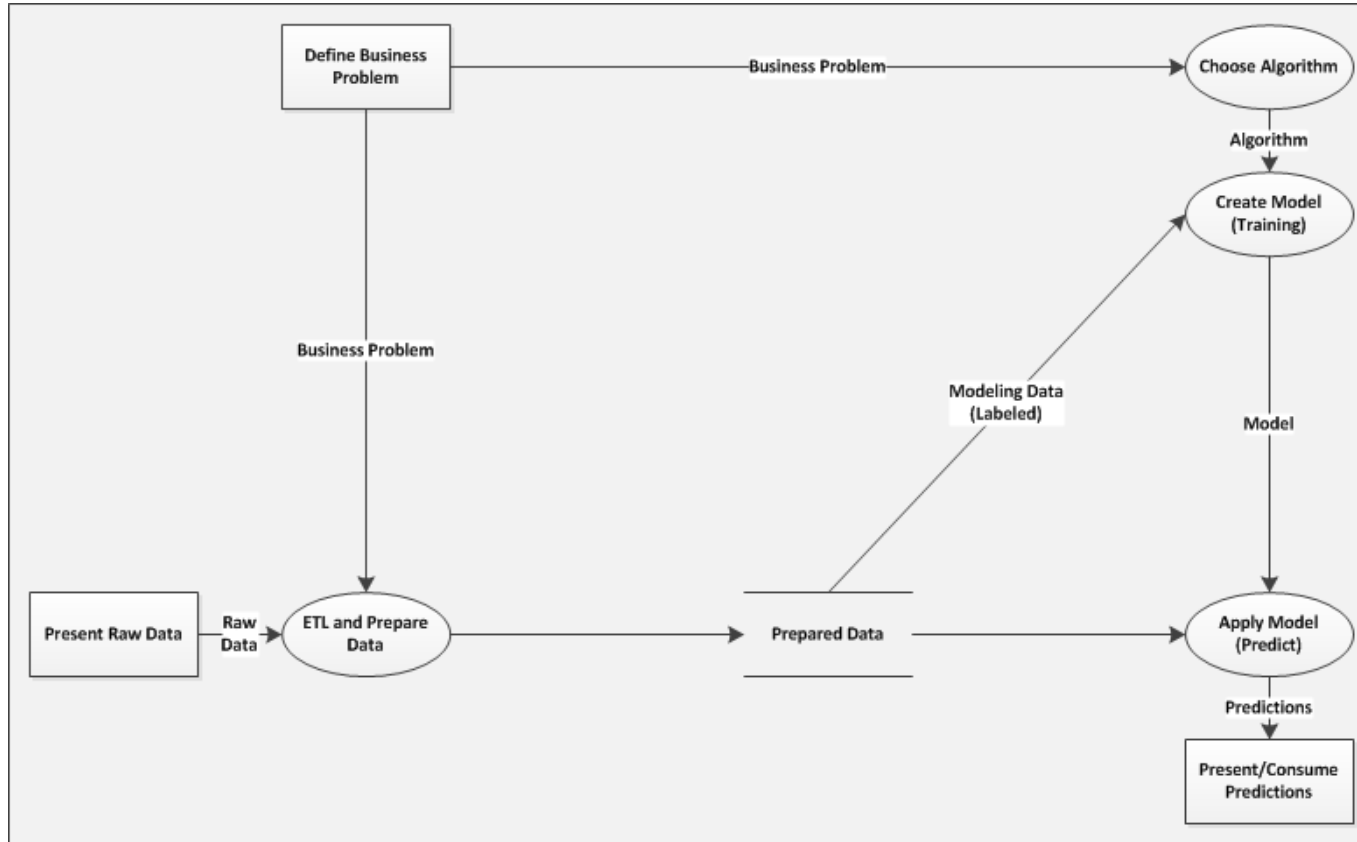 Define Business
Problem
Business Problem
Choose Algorithm
Algorithm
Create Model
(Training)
Business Problem
Modeling Data
(Labeled)
Model
Present Raw Data
Raw
Data
ETL and Prepare
Data
Prepared Data
Apply Model
(Predict)
Predictions
Present/Consume
Predictions